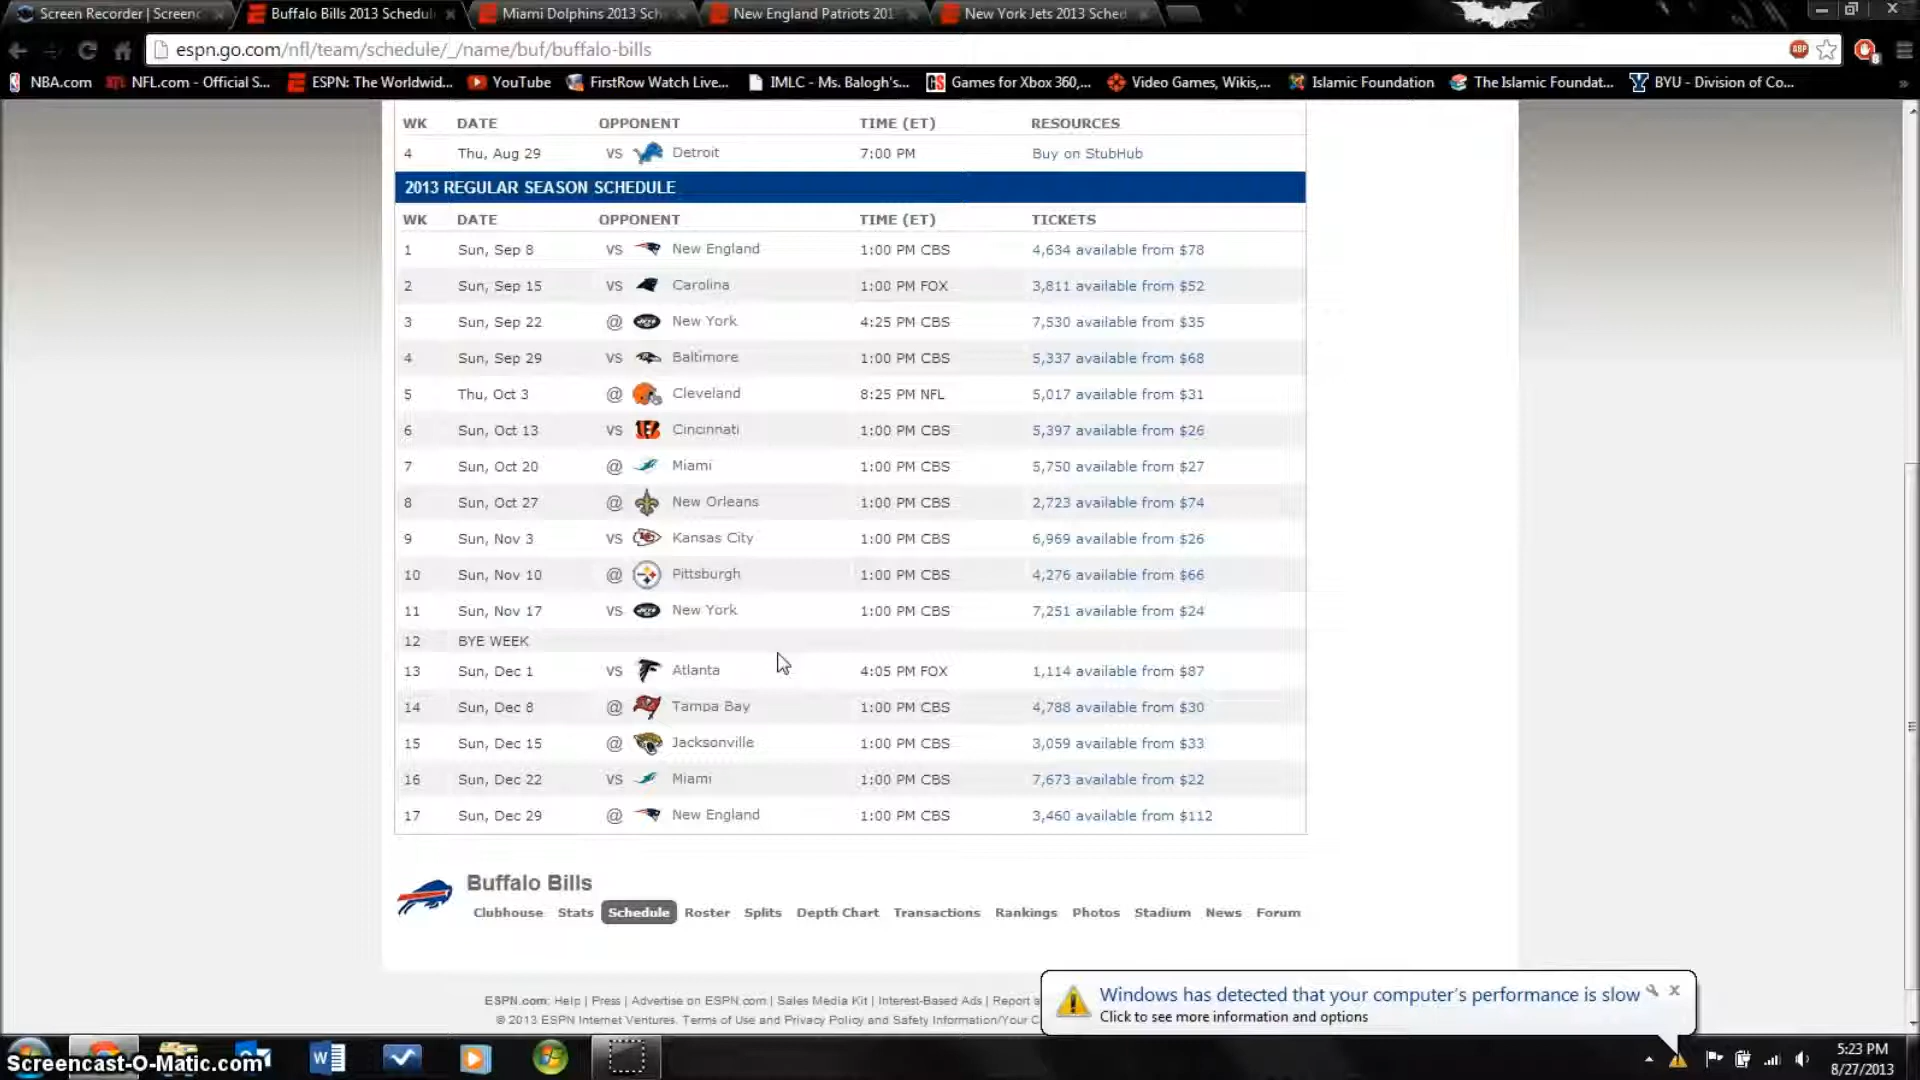 Screen Recorder | Screenc
Buffalo Bills 2013 Schedul
Miami Dolphins 2013 Sch
New England Patriots 201
New York Jets 2013 Sched
espn.go.com/nfl/team/schedule/_/name/buf/buffalo-bills
ABP
8
NBA.com
NFL.com - Official S...
ESPN: The Worldwid...
YouTube
FirstRow Watch Live...
IMLC - Ms. Balogh's...
Games for Xbox 360,...
Video Games, Wikis,...
Islamic Foundation
The Islamic Foundat...
BYU - Division of Co...
WK DATE OPPONENT TIME (ET) RESOURCES
4 Thu, Aug 29 VS Detroit 7:00 PM Buy on StubHub
2013 REGULAR SEASON SCHEDULE
WK DATE OPPONENT TIME (ET) TICKETS
1 Sun, Sep 8 VS New England 1:00 PM CBS 4,634 available from $78
2 Sun, Sep 15 VS Carolina 1:00 PM FOX 3,811 available from $52
3 Sun, Sep 22 @ New York 4:25 PM CBS 7,530 available from $35
4 Sun, Sep 29 VS Baltimore 1:00 PM CBS 5,337 available from $68
5 Thu, Oct 3 @ Cleveland 8:25 PM NFL 5,017 available from $31
6 Sun, Oct 13 VS Cincinnati 1:00 PM CBS 5,397 available from $26
7 Sun, Oct 20 @ Miami 1:00 PM CBS 5,750 available from $27
8 Sun, Oct 27 @ New Orleans 1:00 PM CBS 2,723 available from $74
9 Sun, Nov 3 VS Kansas City 1:00 PM CBS 6,969 available from $26
10 Sun, Nov 10 @ Pittsburgh 1:00 PM CBS 4,276 available from $66
11 Sun, Nov 17 VS New York 1:00 PM CBS 7,251 available from $24
12 BYE WEEK
13 Sun, Dec 1 VS Atlanta 4:05 PM FOX 1,114 available from $87
14 Sun, Dec 8 @ Tampa Bay 1:00 PM CBS 4,788 available from $30
15 Sun, Dec 15 @ Jacksonville 1:00 PM CBS 3,059 available from $33
16 Sun, Dec 22 VS Miami 1:00 PM CBS 7,673 available from $22
17 Sun, Dec 29 @ New England 1:00 PM CBS 3,460 available from $112
Buffalo Bills
Clubhouse Stats Schedule Roster Splits Depth Chart Transactions Rankings Photos Stadium News Forum
ESPN.com: Help | Press | Advertise on ESPN.com | Sales Media Kit | Interest-Based Ads | Report a
© 2013 ESPN Internet Ventures. Terms of Use and Privacy Policy and Safety Information/Your C
Windows has detected that your computer's performance is slow
Click to see more information and options
Screencast-O-Matic.com
5:23 PM
8/27/2013